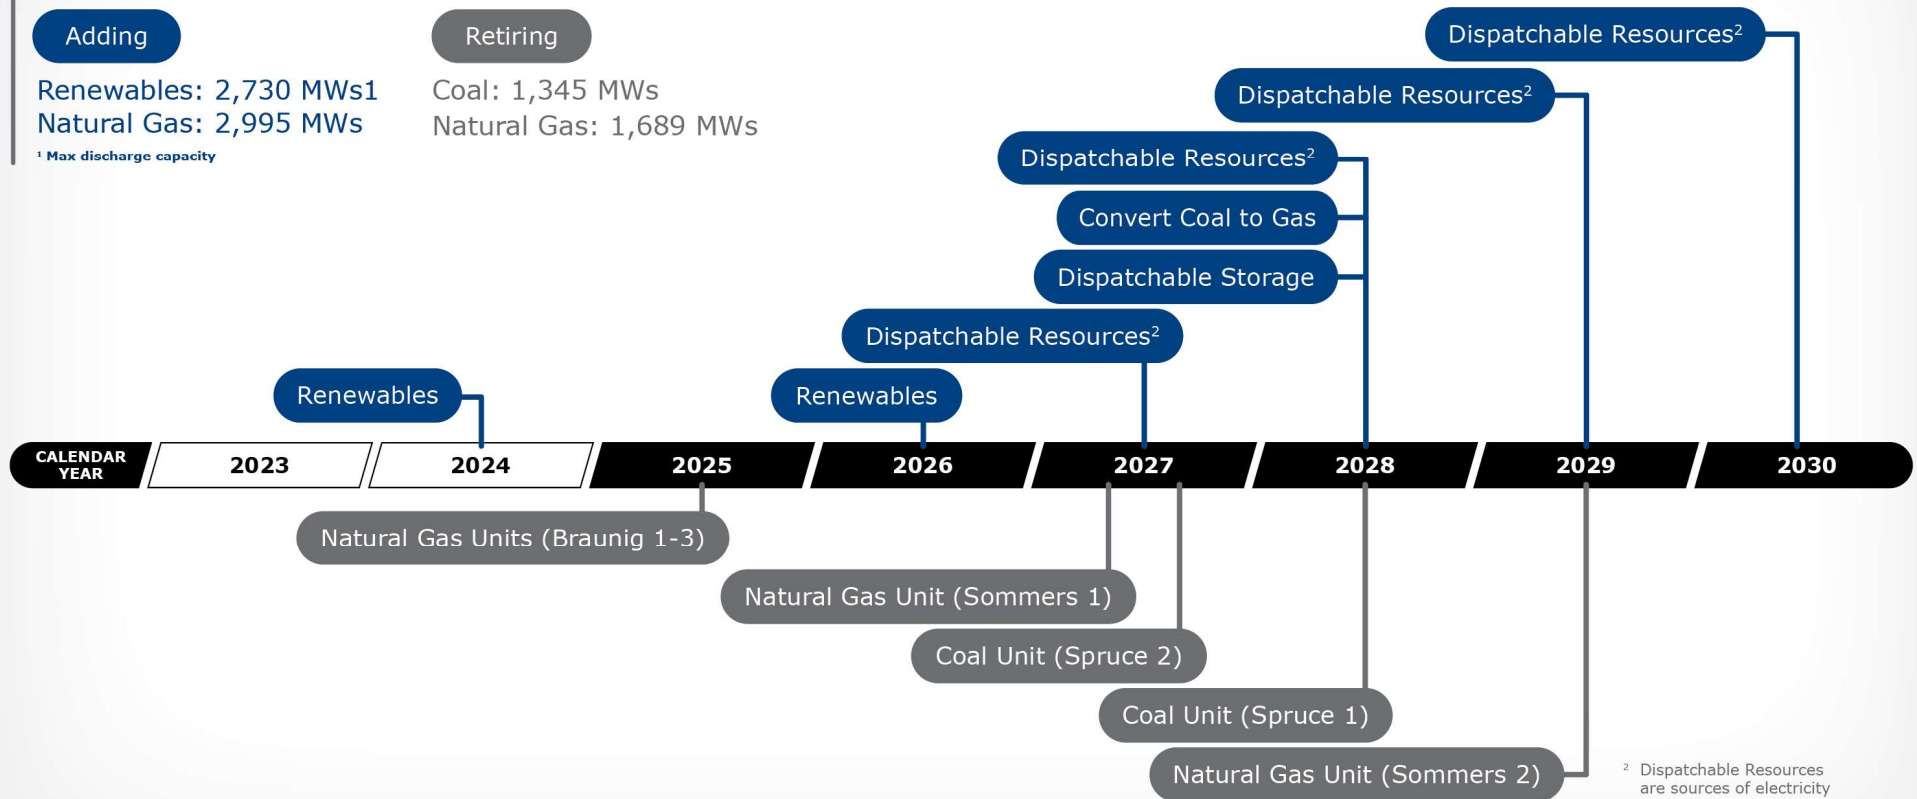 Adding
Retiring
Renewables: 2,730 MWs1
Natural Gas: 2,995 MWs
¹ Max discharge capacity
Coal: 1,345 MWs
Natural Gas: 1,689 MWs
Dispatchable Resources²
Dispatchable Resources²
Dispatchable Resources²
Convert Coal to Gas
Dispatchable Storage
Dispatchable Resources²
Renewables
Renewables
CALENDAR
YEAR
2023
2024
2025
2026
2027
2028
2029
2030
Natural Gas Units (Braunig 1-3)
Natural Gas Unit (Sommers 1)
Coal Unit (Spruce 2)
Coal Unit (Spruce 1)
Natural Gas Unit (Sommers 2)
² Dispatchable Resources
are sources of electricity